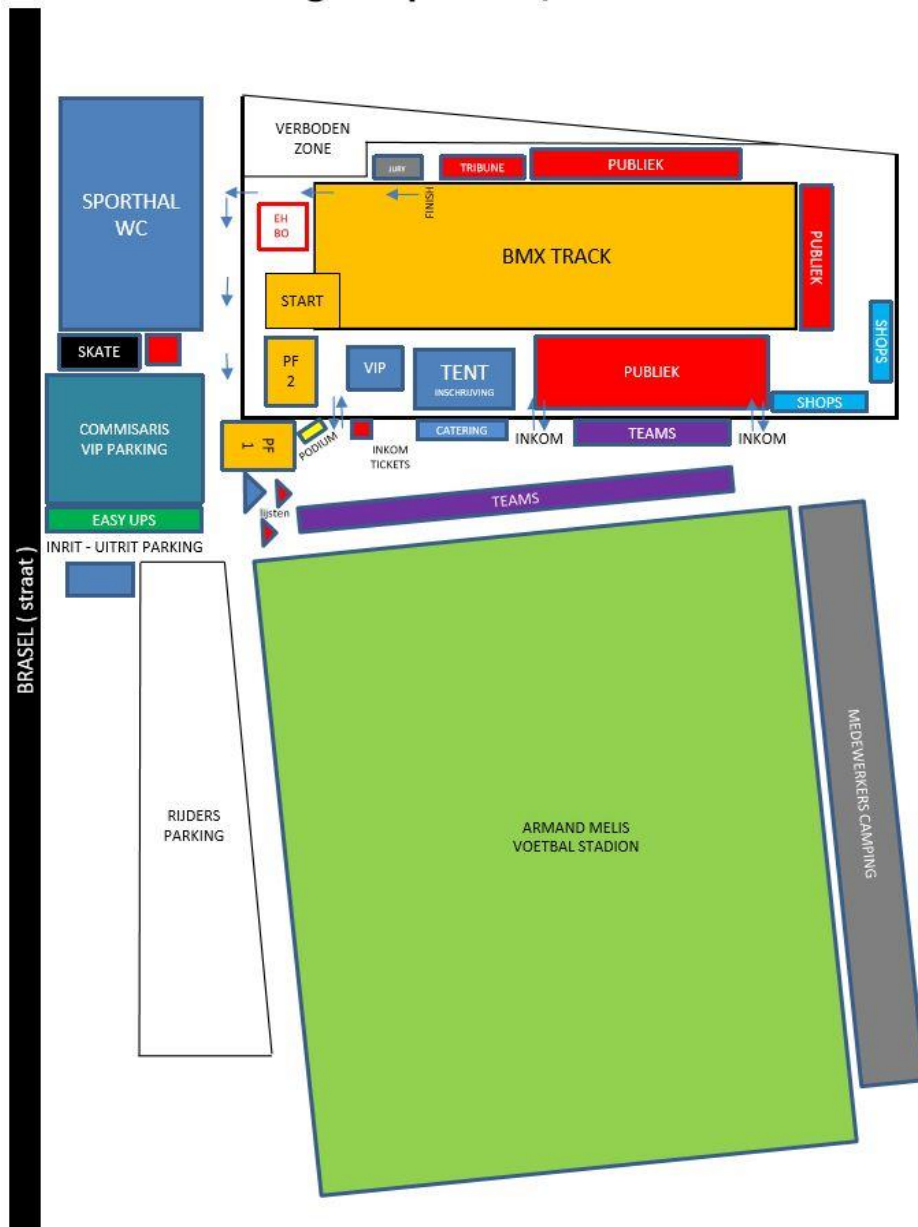 VERBODEN
ZONE
JURY
TRIBUNE
PUBLIEK
SPORTHAL
WC
EH
BO
FINISH
BMX TRACK
PUBLIEK
START
SKATE
PF
2
VIP
TENT
INSCHRIJVING
PUBLIEK
SHOPS
SHOPS
COMMISARIS
VIP PARKING
PF
1
PODIUM
INKOM
TICKETS
CATERING
INKOM
TEAMS
INKOM
EASY UPS
lijsten
TEAMS
INRIT - UITRIT PARKING
BRASEL ( straat )
RIJDERS
PARKING
ARMAND MELIS
VOETBAL STADION
MEDEWERKERS CAMPING